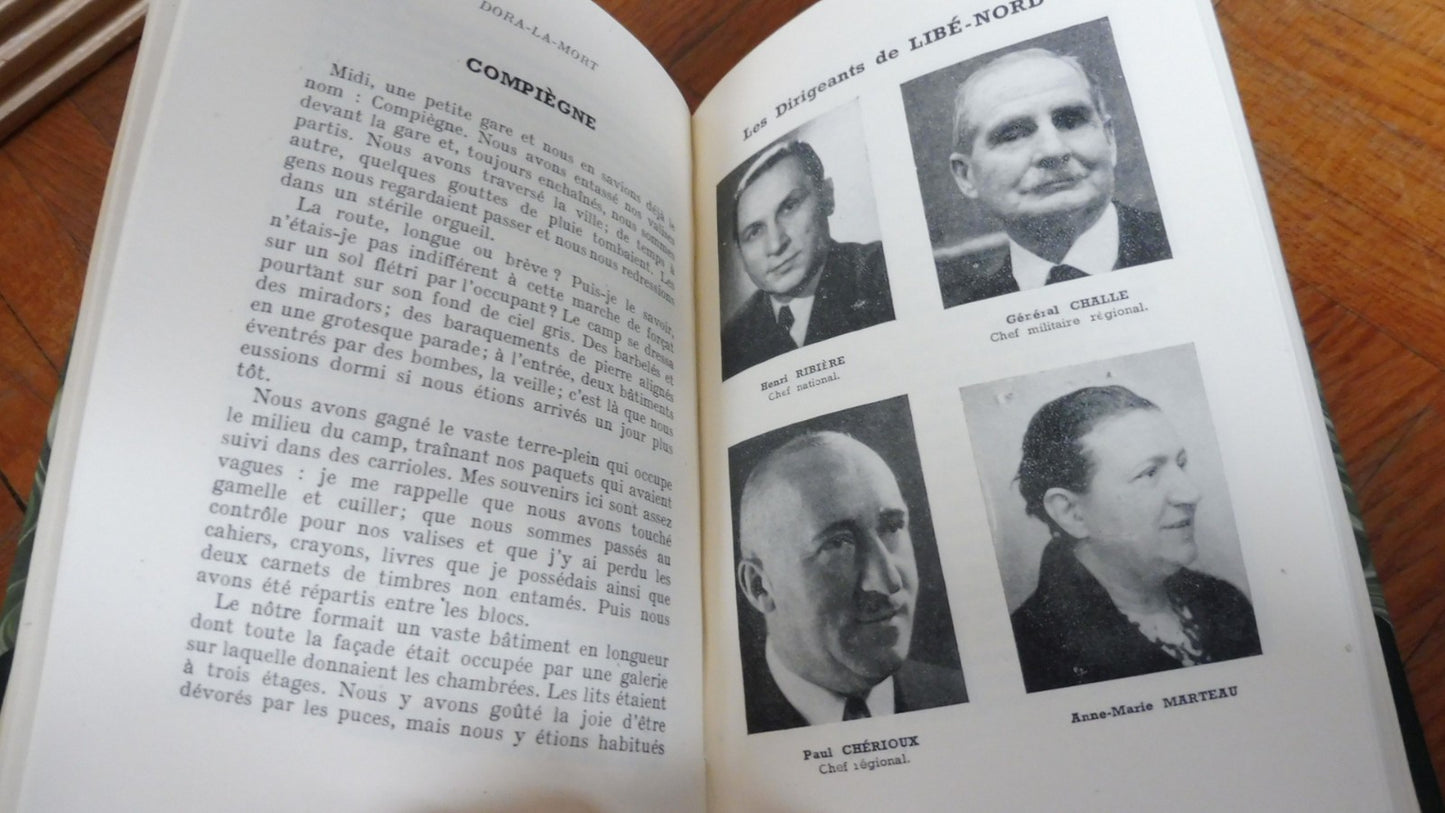 DORA-LA-MORT
COMPIÈGNE
Midi, une petite gare et nous en savions déjà le
nom : Compiègne. Nous avons entassé nos valises
devant la gare et, toujours enchaînés, nous sommes
partis. Nous avons traversé la ville; de temps à
autre, quelques gouttes de pluie tombaient. Les
gens nous regardaient passer et nous nous redressions
dans un stérile orgueil.
La route, longue ou brève ? Puis-je le savoir,
n'étais-je pas indifférent à cette marche de forçat
sur un sol flétri par l'occupant ? Le camp se dressa
pourtant sur son fond de ciel gris. Des barbelés et
des miradors; des baraquements de pierre alignés
en une grotesque parade; à l'entrée, deux bâtiments
éventrés par des bombes, la veille; c'est là que nous
eussions dormi si nous étions arrivés un jour plus
tôt.
Nous avons gagné le vaste terre-plein qui occupe
le milieu du camp, traînant nos paquets qui avaient
suivi dans des carrioles. Mes souvenirs ici sont assez
vagues : je me rappelle que nous avons touché
gamelle et cuiller; que nous sommes passés au
contrôle pour nos valises et que j'y ai perdu les
cahiers, crayons, livres que je possédais ainsi que
deux carnets de timbres non entamés. Puis nous
avons été répartis entre les blocs.
Le nôtre formait un vaste bâtiment en longueur
dont toute la façade était occupée par une galerie
sur laquelle donnaient les chambrées. Les lits étaient
à trois étages. Nous y avons goûté la joie d'être
dévorés par les puces, mais nous y étions habitués
Les Dirigeants de LIBÉ-NORD
Henri RIBIÈRE
Chef national.
Général CHALLE
Chef militaire régional.
Paul CHÉRIOUX
Chef régional.
Anne-Marie MARTEAU